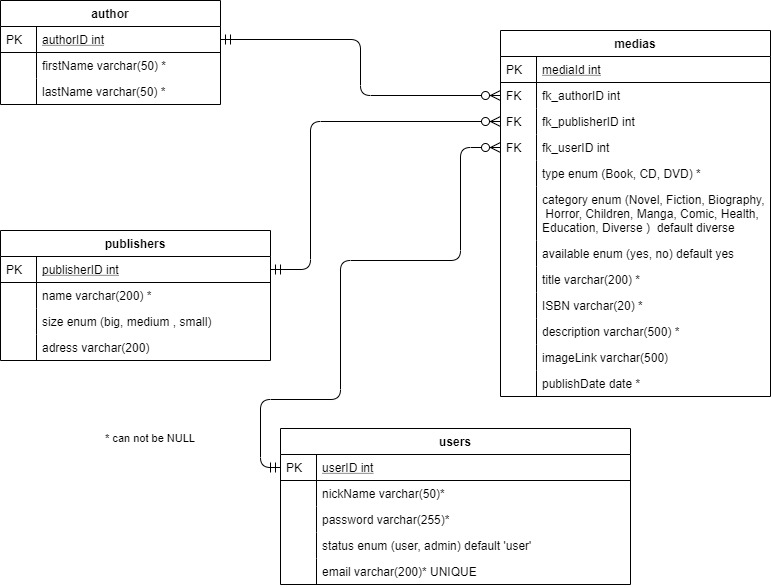 author
PK authorID int
firstName varchar(50) *
lastName varchar(50) *
medias
PK mediaId int
FK fk_authorID int
FK fk_publisherID int
FK fk_userID int
type enum (Book, CD, DVD) *
category enum (Novel, Fiction, Biography,
Horror, Children, Manga, Comic, Health,
Education, Diverse ) default diverse
available enum (yes, no) default yes
title varchar(200) *
ISBN varchar(20) *
description varchar(500) *
imageLink varchar(500)
publishDate date *
publishers
PK publisherID int
name varchar(200) *
size enum (big, medium , small)
adress varchar(200)
* can not be NULL
users
PK userID int
nickName varchar(50)*
password varchar(255)*
status enum (user, admin) default 'user'
email varchar(200)* UNIQUE